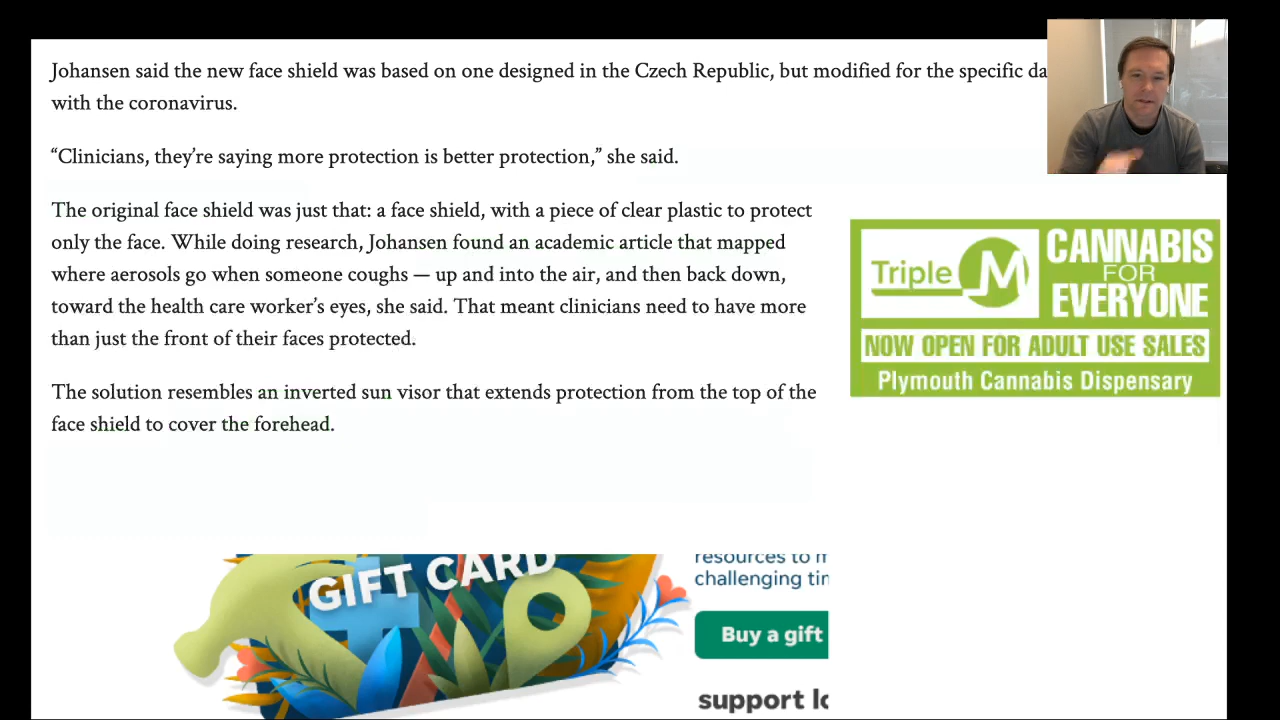 Johansen said the new face shield was based on one designed in the Czech Republic, but modified for the specific da
with the coronavirus.
“Clinicians, they’re saying more protection is better protection,” she said.
The original face shield was just that: a face shield, with a piece of clear plastic to protect
only the face. While doing research, Johansen found an academic article that mapped
where aerosols go when someone coughs — up and into the air, and then back down,
toward the health care worker’s eyes, she said. That meant clinicians need to have more
than just the front of their faces protected.
The solution resembles an inverted sun visor that extends protection from the top of the
face shield to cover the forehead.
Triple M
CANNABIS
FOR
EVERYONE
NOW OPEN FOR ADULT USE SALES
Plymouth Cannabis Dispensary
GIFT CARD
resources to m
challenging tin
Buy a gift
support lo